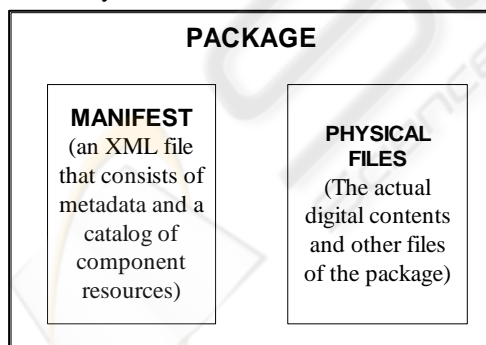 PACKAGE
MANIFEST
(an XML file
that consists of
metadata and a
catalog of
component
resources)
PHYSICAL
FILES
(The actual
digital contents
and other files
of the package)